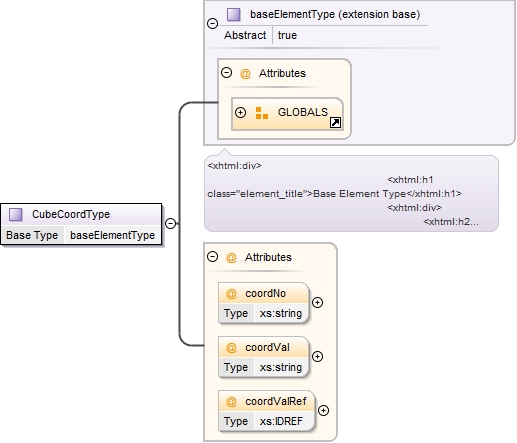 baseElementType (extension base)
Abstract true
@ Attributes
GLOBALS
<xhtml:div>
<xhtml:h1
class="element_title">Base Element Type</xhtml:h1>
<xhtml:div>
<xhtml:h2...
CubeCoordType
Base Type baseElementType
@ Attributes
@ coordNo
Type xs:string
@ coordVal
Type xs:string
@ coordValRef
Type xs:IDREF